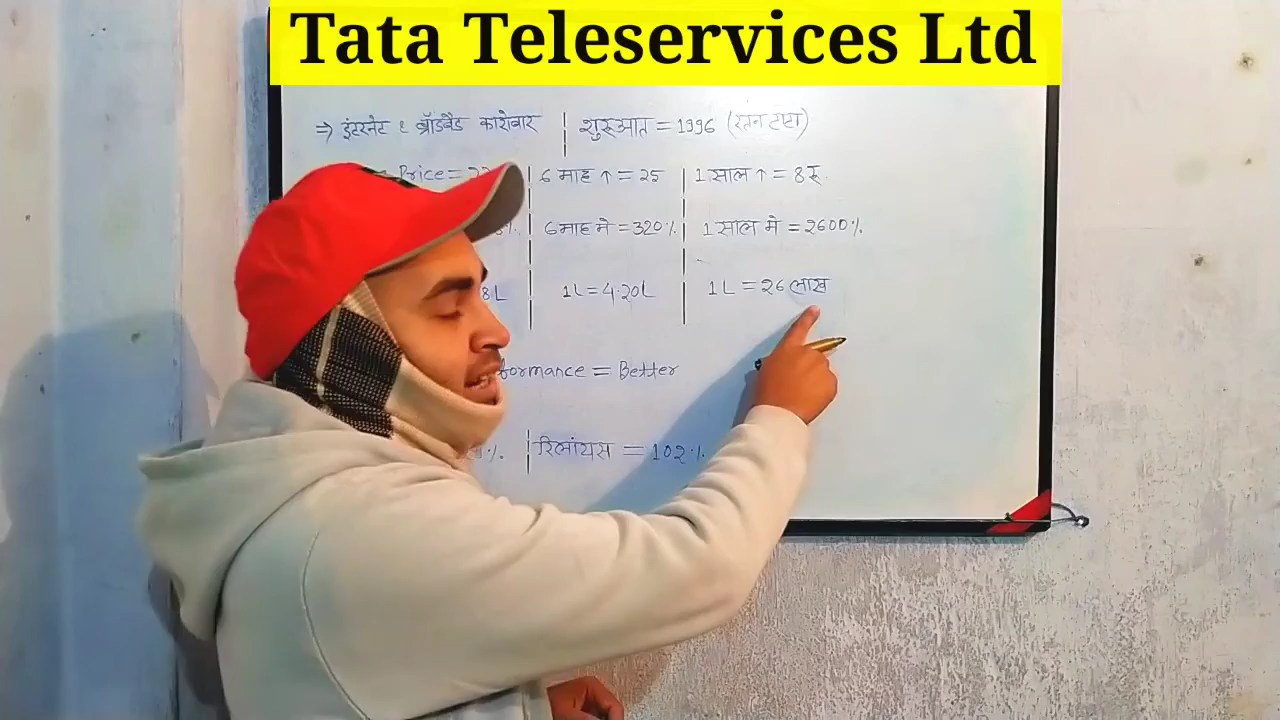 Tata Teleservices Ltd
⇒ इंटरनेट & ब्रॉडबैंड कारोबार | शुरुआत = 1996 (रतन टाटा)
Price = | 6 माह ↑ = 25 | 1 साल ↑ = 8 रू
6 माह मे = 320% | 1 साल मे = 2600%
8L | 1L = 4.20L | 1L = 26 लाख
formance = Better
% | रिलांयस = 102%